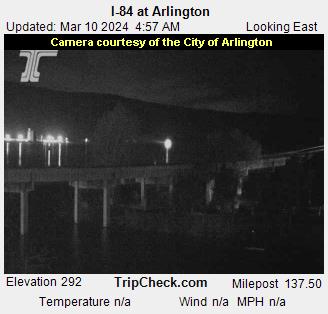 I-84 at Arlington
Updated: Mar 10 2024 4:57 AM Looking East
Camera courtesy of the City of Arlington
Elevation 292 TripCheck.com Milepost 137.50
Temperature n/a Wind n/a MPH n/a